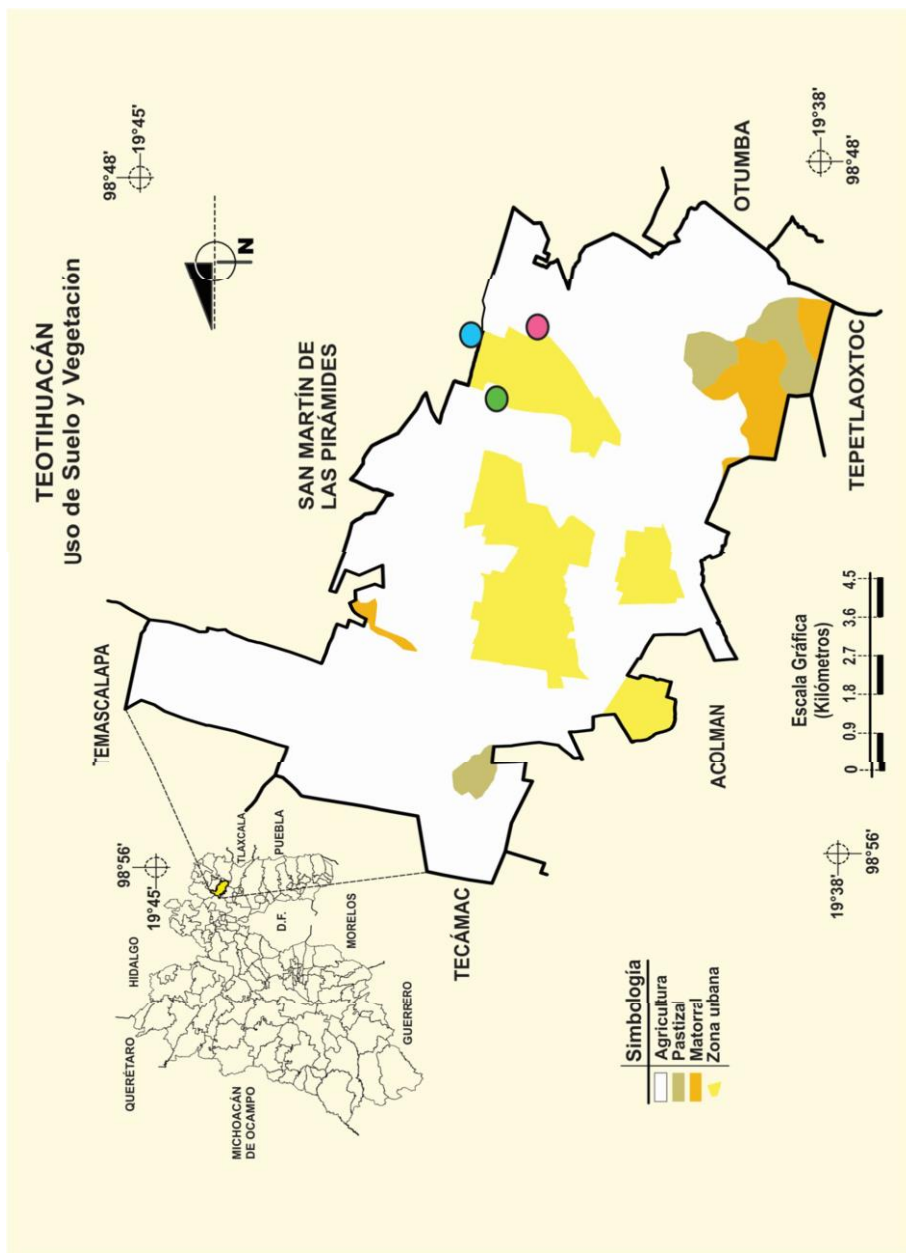 TEOTIHUACÁN
Uso de Suelo y Vegetación
98°48'
19°45'
N
SAN MARTÍN DE
LAS PIRÁMIDES
OTUMBA
19°38'
98°48'
TEPETLAOXTOC
TEMASCALAPA
ACOLMAN
TECÁMAC
Escala Gráfica
(Kilómetros)
0 0.9 1.8 2.7 3.6 4.5
98°56'
19°45'
19°38'
98°56'
QUERÉTARO
HIDALGO
TLAXCALA
PUEBLA
D.F.
MORELOS
MICHOACÁN
DE OCAMPO
GUERRERO
Simbología
Agricultura
Pastizal
Matorral
Zona urbana